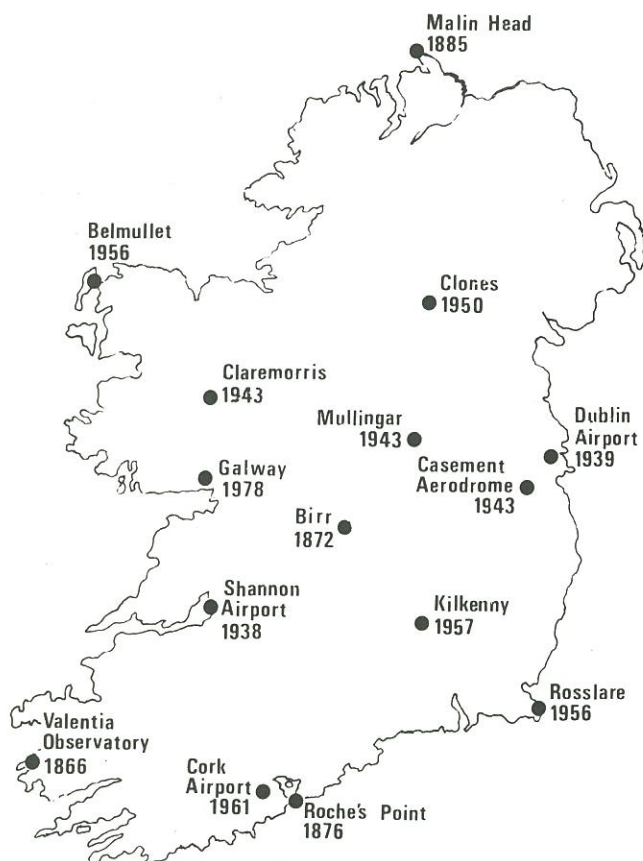 Malin Head
1885
Belmullet
1956
Clones
1950
Claremorris
1943
Mullingar
1943
Dublin
Airport
1939
Galway
1978
Casement
Aerodrome
1943
Birr
1872
Shannon
Airport
1938
Kilkenny
1957
Rosslare
1956
Valentia
Observatory
1866
Cork
Airport
1961
Roche's Point
1876